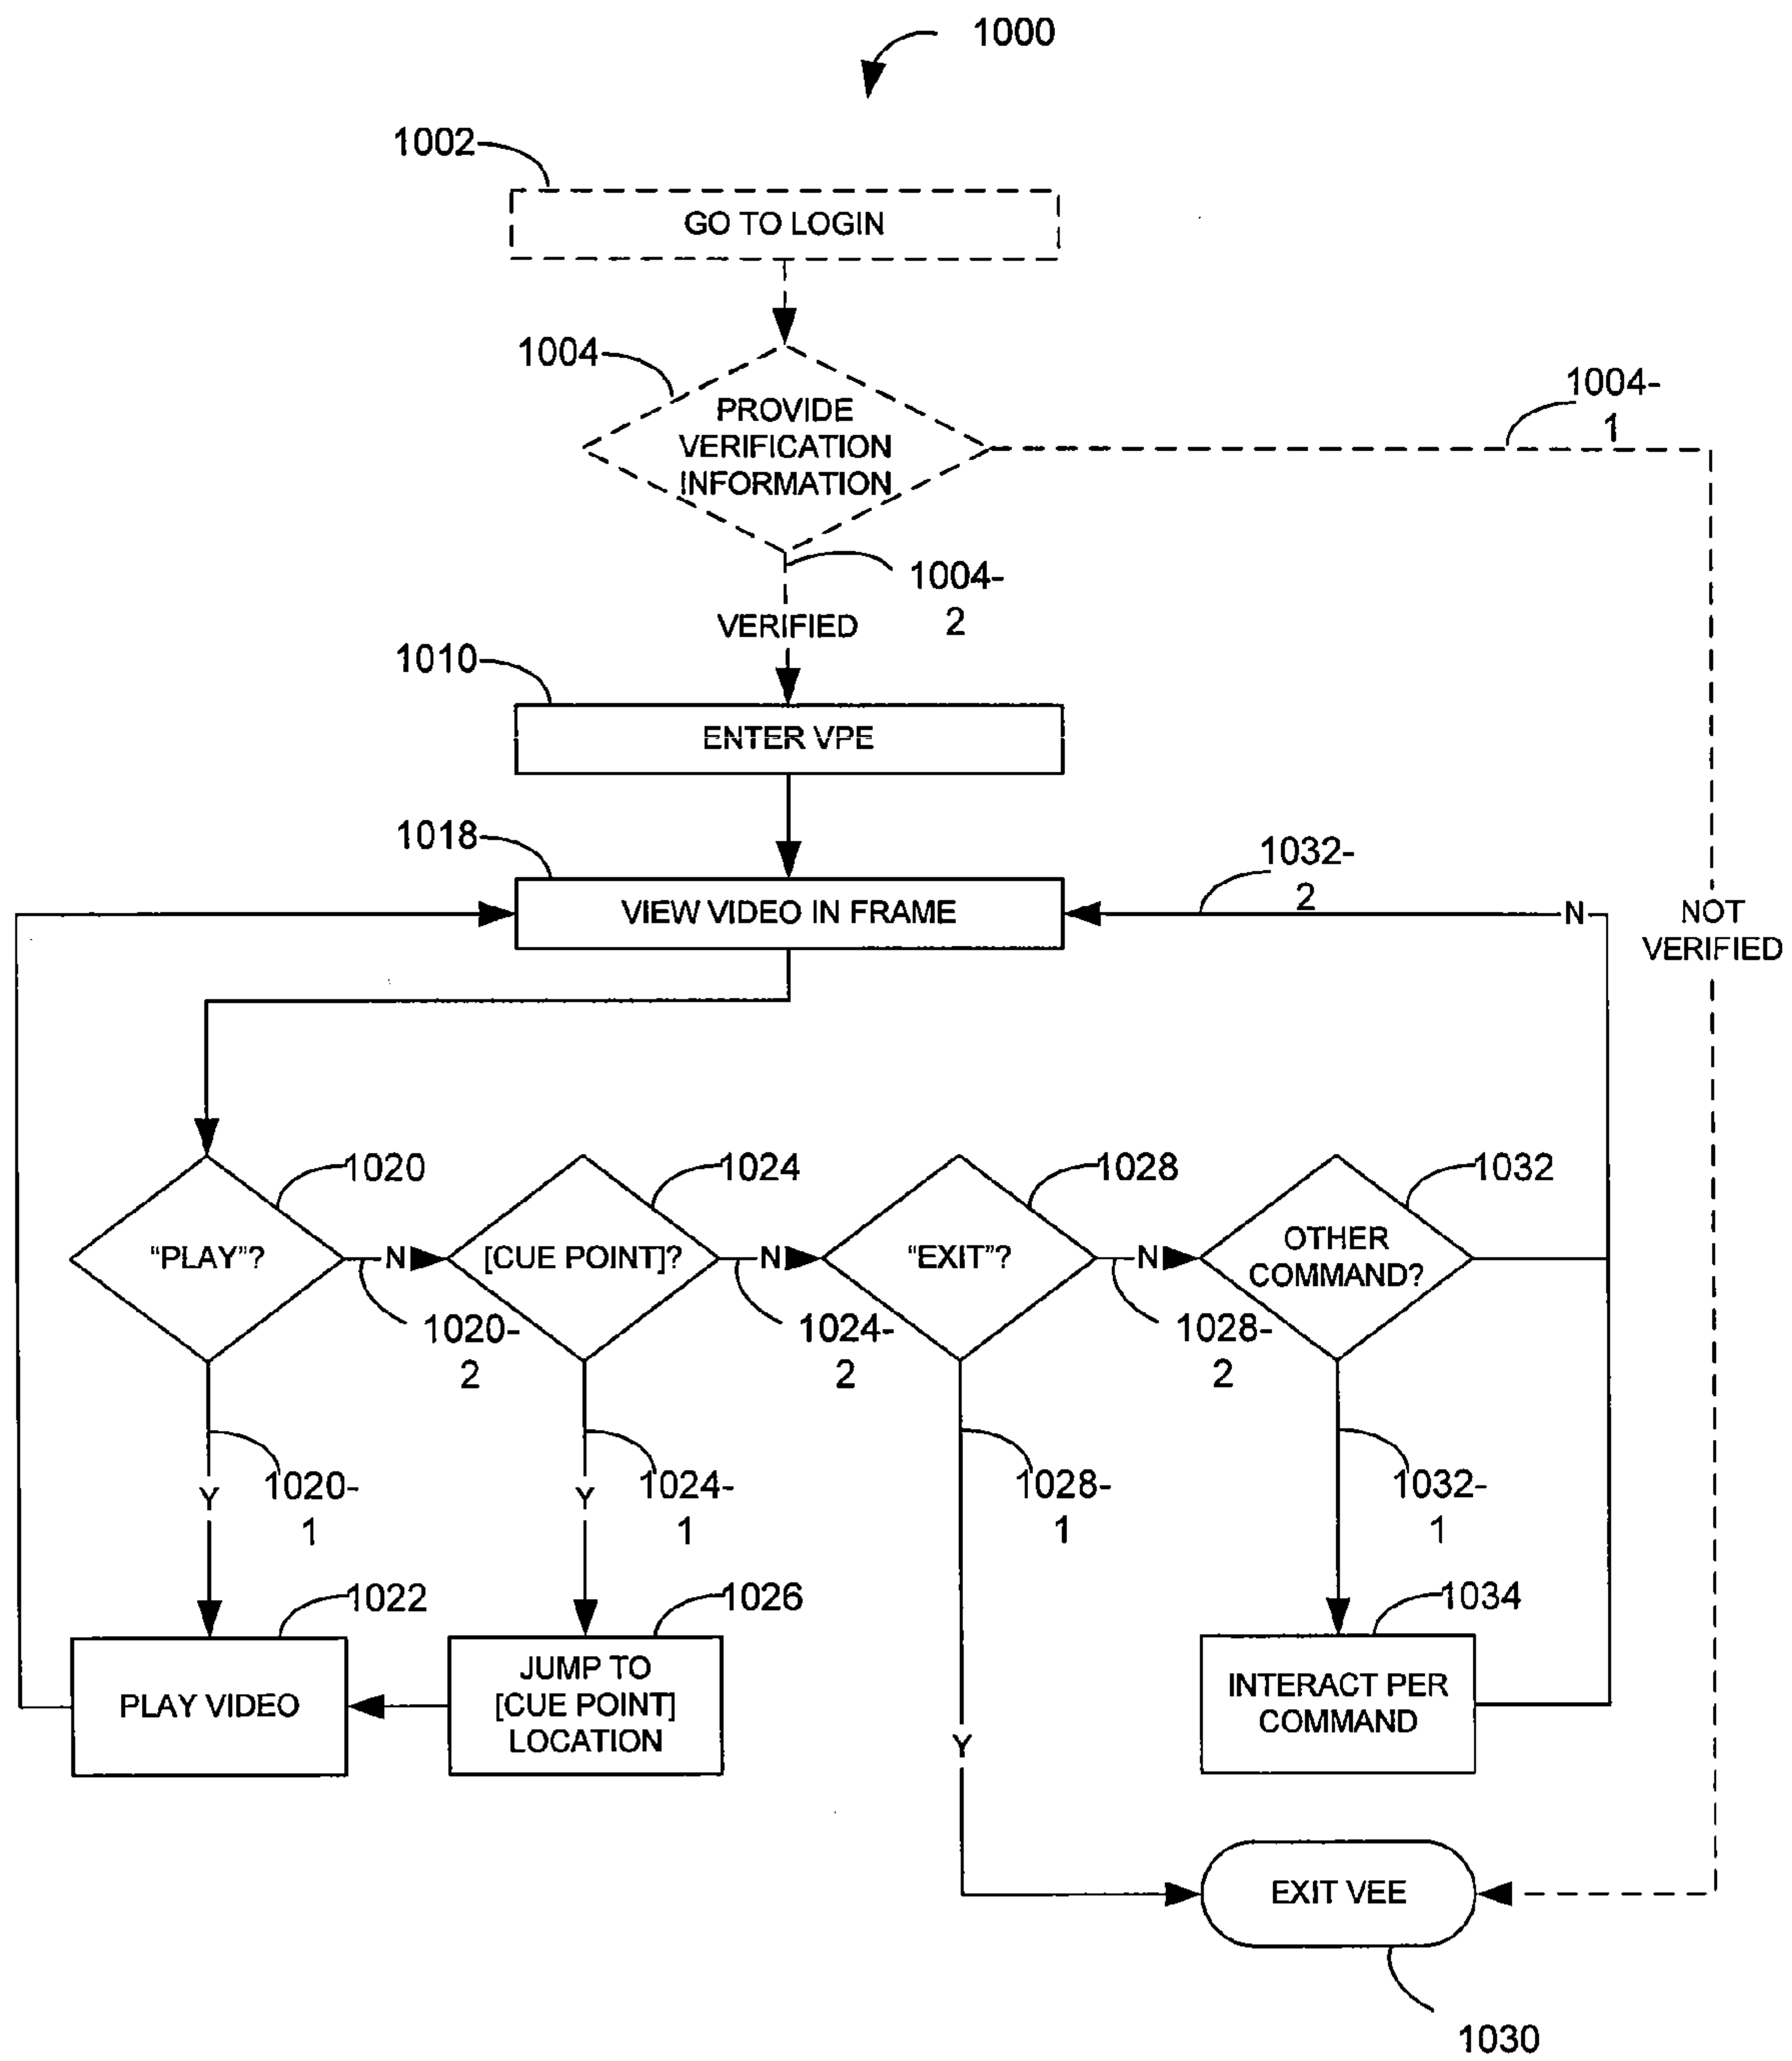 1000
1002
GO TO LOGIN
1004
PROVIDE
VERIFICATION
INFORMATION
1004-
1
1004-
2
VERIFIED
1010
ENTER VPE
1018
VIEW VIDEO IN FRAME
1032-
2
N
NOT
VERIFIED
1020
1024
1028
1032
"PLAY"?
N
[CUE POINT]?
N
"EXIT"?
N
OTHER
COMMAND?
1020-
2
1024-
2
1028-
2
Y
1020-
1
Y
1024-
1
1028-
1
1032-
1
1022
1026
1034
PLAY VIDEO
JUMP TO
[CUE POINT]
LOCATION
INTERACT PER
COMMAND
Y
EXIT VEE
1030